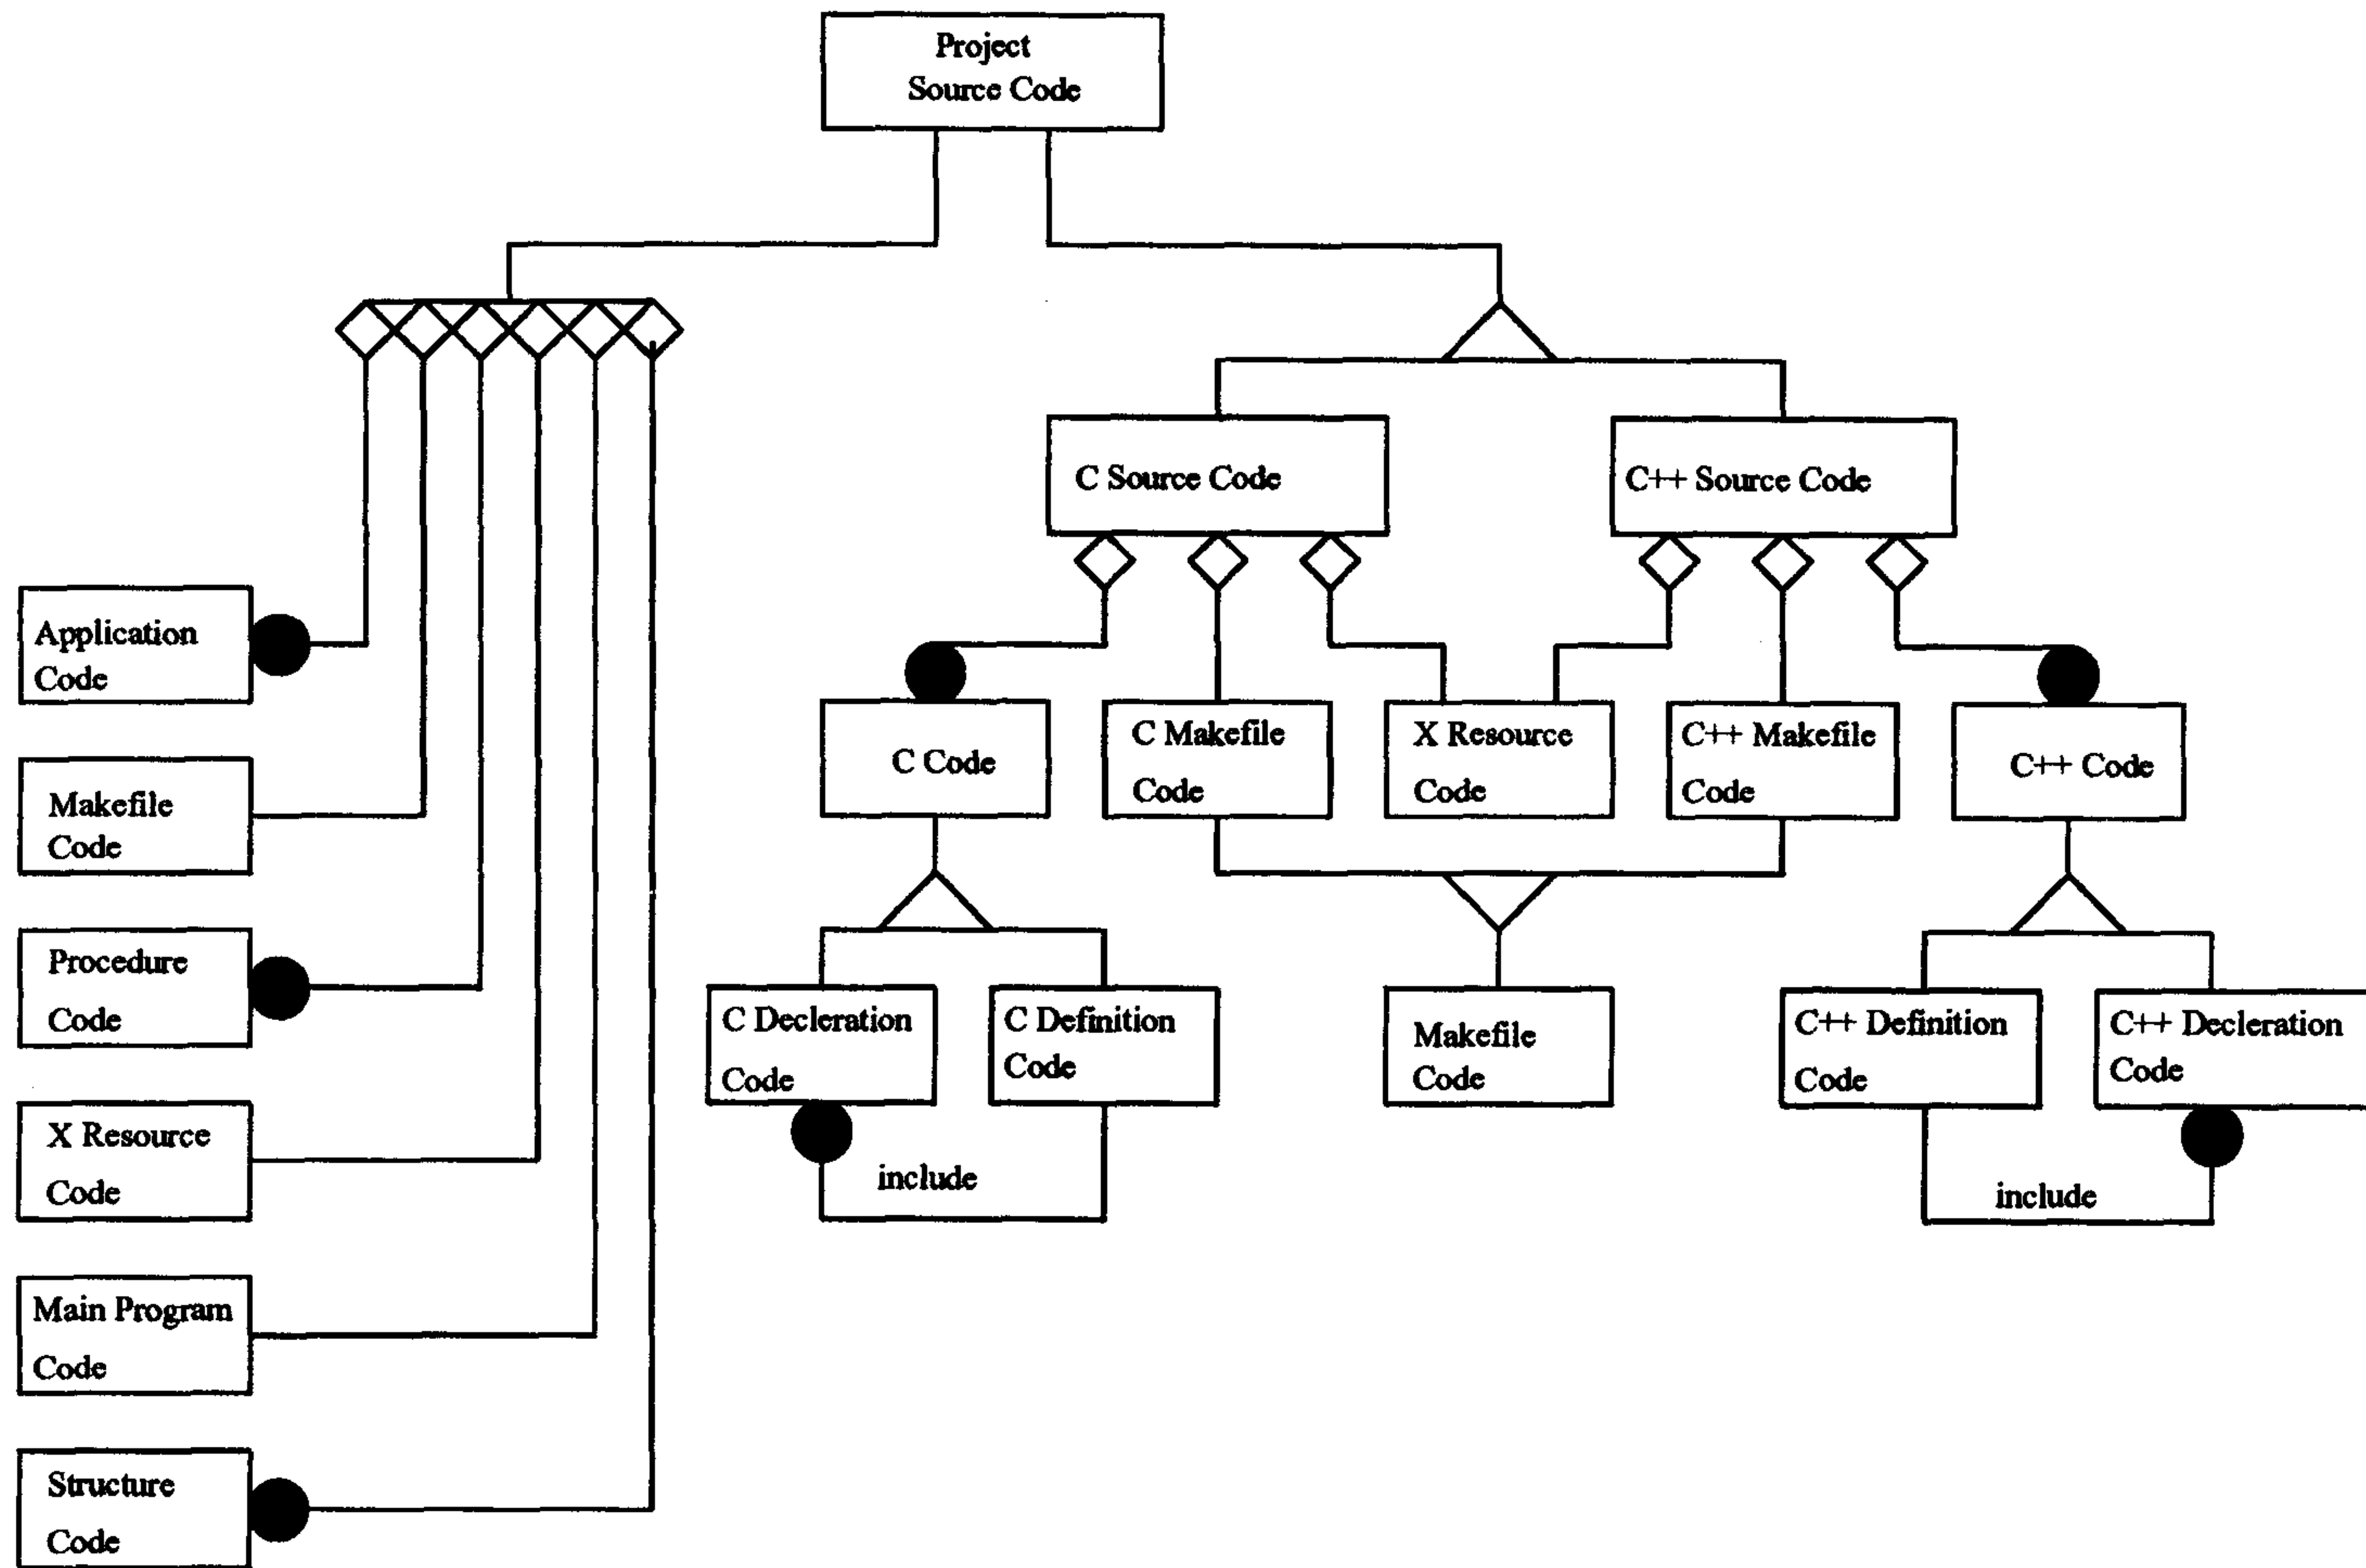 Project
Source Code
C Source Code
C++ Source Code
Application
Code
Makefile
Code
Procedure
Code
X Resource
Code
Main Program
Code
Structure
Code
C Code
C Makefile
Code
X Resource
Code
C++ Makefile
Code
C++ Code
C Decleration
Code
C Definition
Code
Makefile
Code
C++ Definition
Code
C++ Decleration
Code
include
include